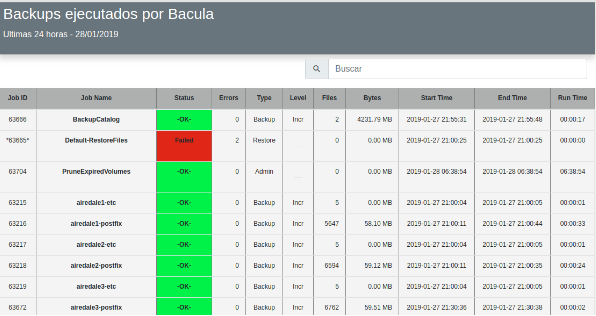 Backups ejecutados por Bacula
Ultimas 24 horas - 28/01/2019
Buscar
Job ID Job Name Status Errors Type Level Files Bytes Start Time End Time Run Time
63666 BackupCatalog -OK- 0 Backup Incr 2 4231.79 MB 2019-01-27 21:55:31 2019-01-27 21:55:48 00:00:17
*63665* Default-RestoreFiles Failed 2 Restore 0 0.00 MB 2019-01-27 21:00:25 2019-01-27 21:00:25 00:00:00
63704 PruneExpiredVolumes -OK- 0 Admin 0 0.00 MB 2019-01-28 06:38:54 2019-01-28 06:38:54 06:38:54
63215 airedale1-etc -OK- 0 Backup Incr 5 0.00 MB 2019-01-27 21:00:04 2019-01-27 21:00:05 00:00:01
63216 airedale1-postfix -OK- 0 Backup Incr 5647 58.10 MB 2019-01-27 21:00:11 2019-01-27 21:00:44 00:00:33
63217 airedale2-etc -OK- 0 Backup Incr 5 0.00 MB 2019-01-27 21:00:04 2019-01-27 21:00:05 00:00:01
63218 airedale2-postfix -OK- 0 Backup Incr 6594 59.12 MB 2019-01-27 21:00:11 2019-01-27 21:00:35 00:00:24
63219 airedale3-etc -OK- 0 Backup Incr 5 0.00 MB 2019-01-27 21:00:04 2019-01-27 21:00:05 00:00:01
63672 airedale3-postfix -OK- 0 Backup Incr 6762 59.51 MB 2019-01-27 21:30:36 2019-01-27 21:30:38 00:00:02